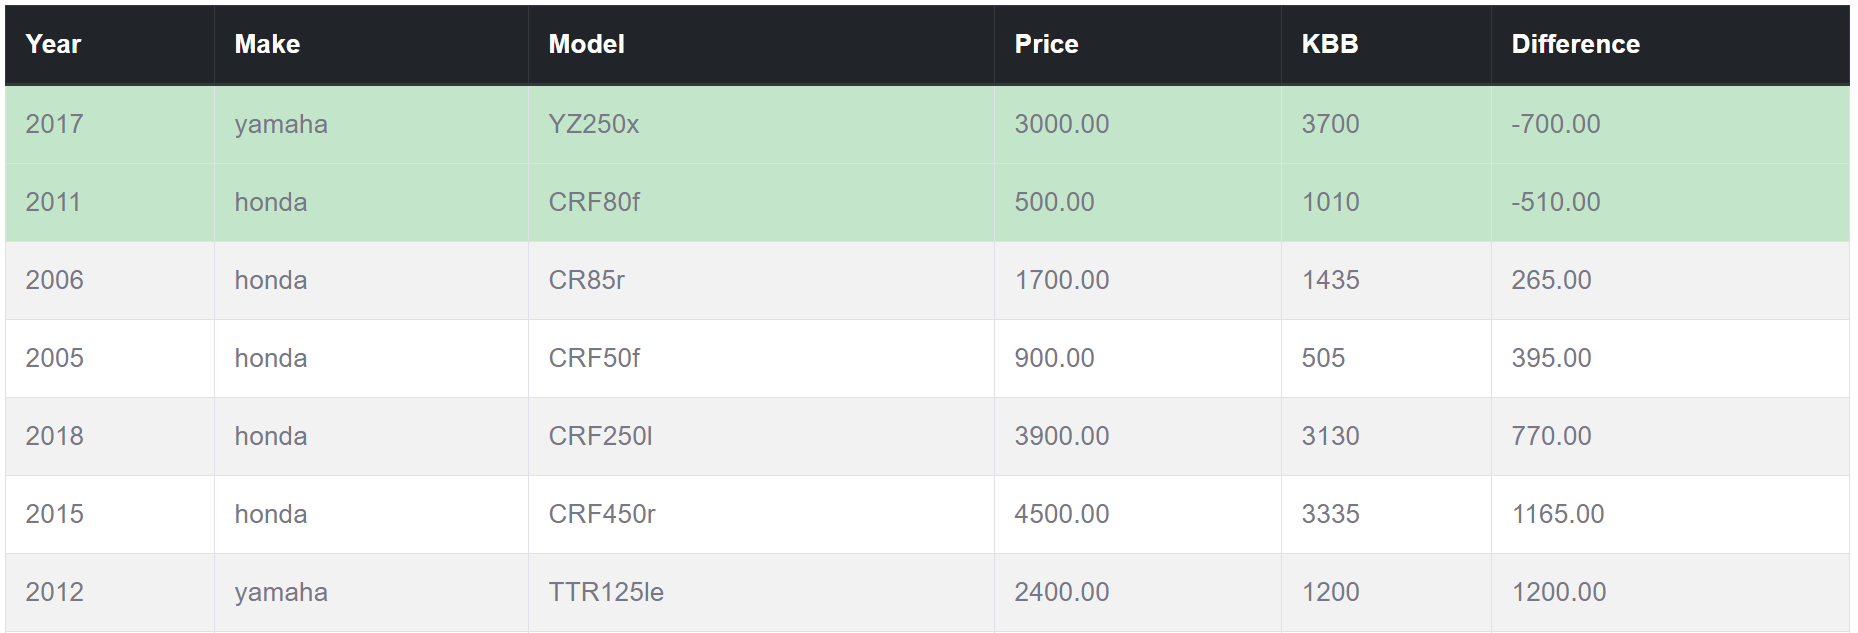 Year Make Model Price KBB Difference
2017 yamaha YZ250x 3000.00 3700 -700.00
2011 honda CRF80f 500.00 1010 -510.00
2006 honda CR85r 1700.00 1435 265.00
2005 honda CRF50f 900.00 505 395.00
2018 honda CRF250l 3900.00 3130 770.00
2015 honda CRF450r 4500.00 3335 1165.00
2012 yamaha TTR125le 2400.00 1200 1200.00